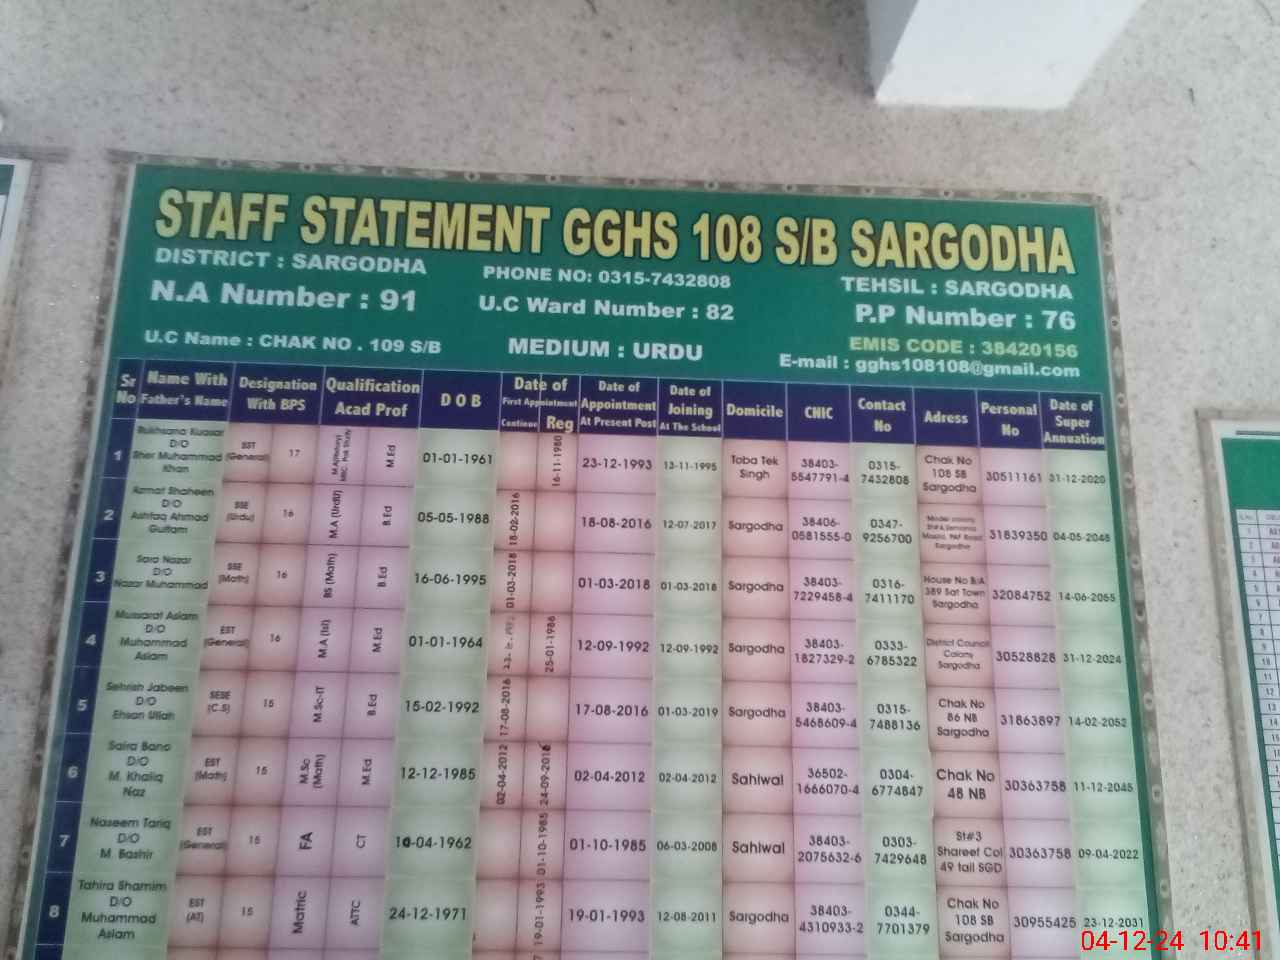 STAFF STATEMENT GGHS 108 S/B SARGODHA
DISTRICT : SARGODHA PHONE NO: 0315-7432808 TEHSIL : SARGODHA
N.A Number : 91 U.C Ward Number : 82 P.P Number : 76
U.C Name : CHAK NO . 109 S/B MEDIUM : URDU EMIS CODE : 38420156
E-mail : gghs108108@gmail.com
Sr No Name With Father's Name Designation With BPS Qualification Acad Prof D O B Date of First Appointment Continue Reg Date of Appointment At Present Post Date of Joining At The School Domicile CNIC Contact No Adress Personal No Date of Super Annuation
1 Rukhsana Kuasar D/O Sher Muhammad Khan SST (General) 17 M.Ed 01-01-1961 16-11-1980 23-12-1993 13-11-1995 Toba Tek Singh 38403-5547791-4 0315-7432808 Chak No 108 SB Sargodha 30511161 31-12-2020
2 Azmat Shaheen D/O Ashfaq Ahmad Gulfam SSE (Urdu) 16 M.A (Urdu) B.Ed 05-05-1988 18-02-2016 18-08-2016 12-07-2017 Sargodha 38406-0581555-0 0347-9256700 Sargodha 31839350 04-05-2048
3 Sara Nazar D/O Nazar Muhammad SSE (Math) 16 BS (Math) B.Ed 16-06-1995 01-03-2018 01-03-2018 01-03-2018 Sargodha 38403-7229458-4 0316-7411170 House No B/A 389 Sat Town Sargodha 32084752 14-06-2055
4 Mussarat Aslam D/O Muhammad Aslam EST (General) 16 M.A (Isl) M.Ed 01-01-1964 25-01-1986 12-09-1992 12-09-1992 Sargodha 38403-1827329-2 0333-6785322 District Council Colony Sargodha 30528828 31-12-2024
5 Sehrish Jabeen D/O Ehsan Ullah SESE (C.S) 15 M.Sc-IT B.Ed 15-02-1992 17-08-2016 17-08-2016 01-03-2019 Sargodha 38403-5468609-4 0315-7488136 Chak No 86 NB Sargodha 31863897 14-02-2052
6 Saira Bano D/O M. Khaliq Naz EST (Math) 15 M.Sc (Math) M.Ed 12-12-1985 02-04-2012 24-09-2018 02-04-2012 02-04-2012 Sahiwal 36502-1666070-4 0304-6774847 Chak No 48 NB 30363758 11-12-2045
7 Naseem Tariq D/O M. Bashir EST (General) 15 FA CT 10-04-1962 01-10-1985 01-10-1985 06-03-2008 Sahiwal 38403-2075632-6 0303-7429648 St#3 Shareef Col 49 tail SGD 30363758 09-04-2022
8 Tahira Shamim D/O Muhammad Aslam EST (AT) 15 Matric ATTC 24-12-1971 19-01-1993 19-01-1993 12-08-2011 Sargodha 38403-4310933-2 0344-7701379 Chak No 108 SB Sargodha 30955425 23-12-2031
04-12-24 10:41